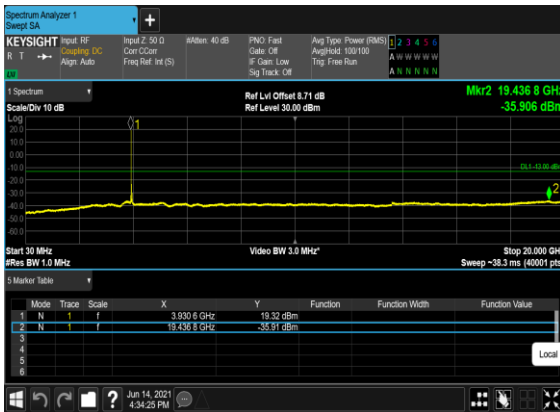 Spectrum Analyzer 1
Swept SA
KEYSIGHT
R T
Input: RF
Coupling: DC
Align: Auto
Input Z: 50 Ω
Corr CCorr
Freq Ref: Int (S)
#Atten: 40 dB
PNO: Fast
Gate: Off
IF Gain: Low
Sig Track: Off
Avg Type: Power (RMS)
Avg|Hold: 100/100
Trig: Free Run
1 2 3 4 5 6
A W W W W W
A N N N N N
1 Spectrum
Scale/Div 10 dB
Ref Lvl Offset 8.71 dB
Ref Level 30.00 dBm
Mkr2 19.436 8 GHz
-35.906 dBm
Log
20.0
10.0
0.00
-10.0
-20.0
-30.0
-40.0
-50.0
-60.0
1
DL1 -13.00 dBm
2
Start 30 MHz
#Res BW 1.0 MHz
Video BW 3.0 MHz*
Stop 20.000 GH
Sweep ~38.3 ms (40001 pts
5 Marker Table
Mode Trace Scale X Y Function Function Width Function Value
1 N 1 f 3.930 6 GHz 19.32 dBm
2 N 1 f 19.436 8 GHz -35.91 dBm
3
4
5
6
Local
?
Jun 14, 2021
4:34:25 PM